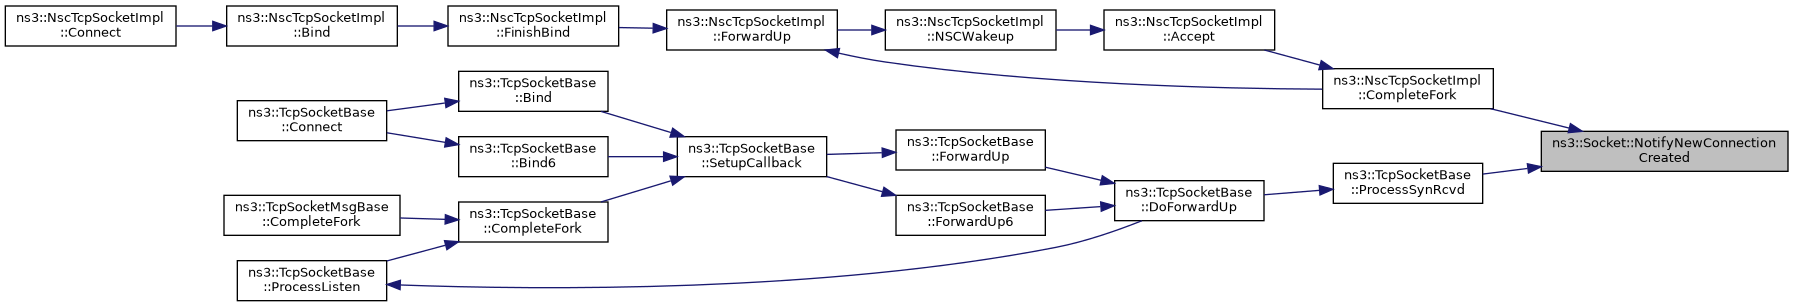 ns3::NscTcpSocketImpl
::Connect
ns3::NscTcpSocketImpl
::Bind
ns3::NscTcpSocketImpl
::FinishBind
ns3::NscTcpSocketImpl
::ForwardUp
ns3::NscTcpSocketImpl
::NSCWakeup
ns3::NscTcpSocketImpl
::Accept
ns3::NscTcpSocketImpl
::CompleteFork
ns3::TcpSocketBase
::Bind
ns3::TcpSocketBase
::Connect
ns3::TcpSocketBase
::Bind6
ns3::TcpSocketBase
::SetupCallback
ns3::TcpSocketBase
::ForwardUp
ns3::Socket::NotifyNewConnection
Created
ns3::TcpSocketBase
::ProcessSynRcvd
ns3::TcpSocketBase
::DoForwardUp
ns3::TcpSocketBase
::ForwardUp6
ns3::TcpSocketMsgBase
::CompleteFork
ns3::TcpSocketBase
::CompleteFork
ns3::TcpSocketBase
::ProcessListen